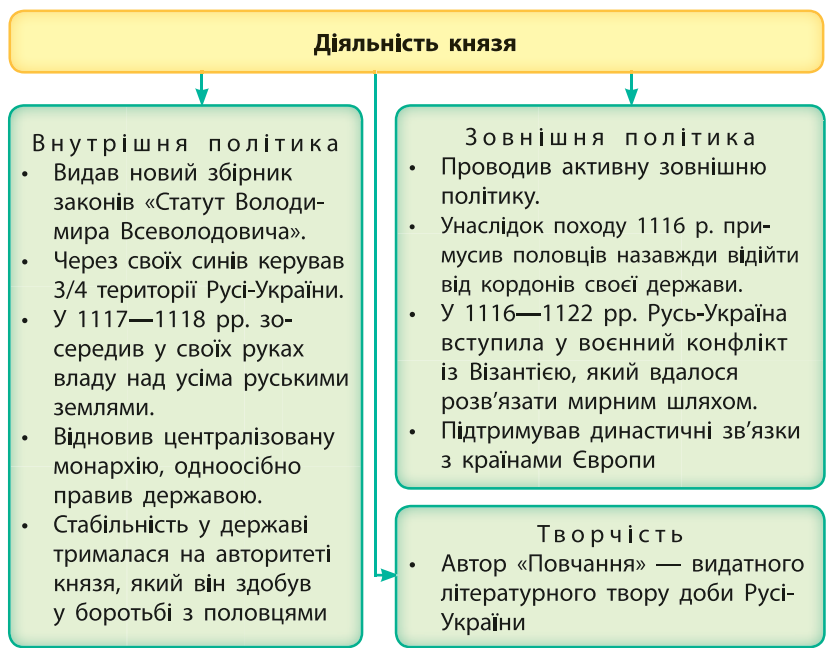 Діяльність князя
Внутрішня політика
• Видав новий збірник
законів «Статут Володи-
мира Всеволодовича».
• Через своїх синів керував
3/4 території Русі-України.
• У 1117—1118 рр. зо-
середив у своїх руках
владу над усіма руськими
землями.
• Відновив централізовану
монархію, одноосібно
правив державою.
• Стабільність у державі
трималася на авторитеті
князя, який він здобув
у боротьбі з половцями
Зовнішня політика
• Проводив активну зовнішню
політику.
• Унаслідок походу 1116 р. при-
мусив половців назавжди відійти
від кордонів своєї держави.
• У 1116—1122 рр. Русь-Україна
вступила у воєнний конфлікт
із Візантією, який вдалося
розв’язати мирним шляхом.
• Підтримував династичні зв’язки
з країнами Європи
Творчість
• Автор «Повчання» — видатного
літературного твору доби Русі-
України